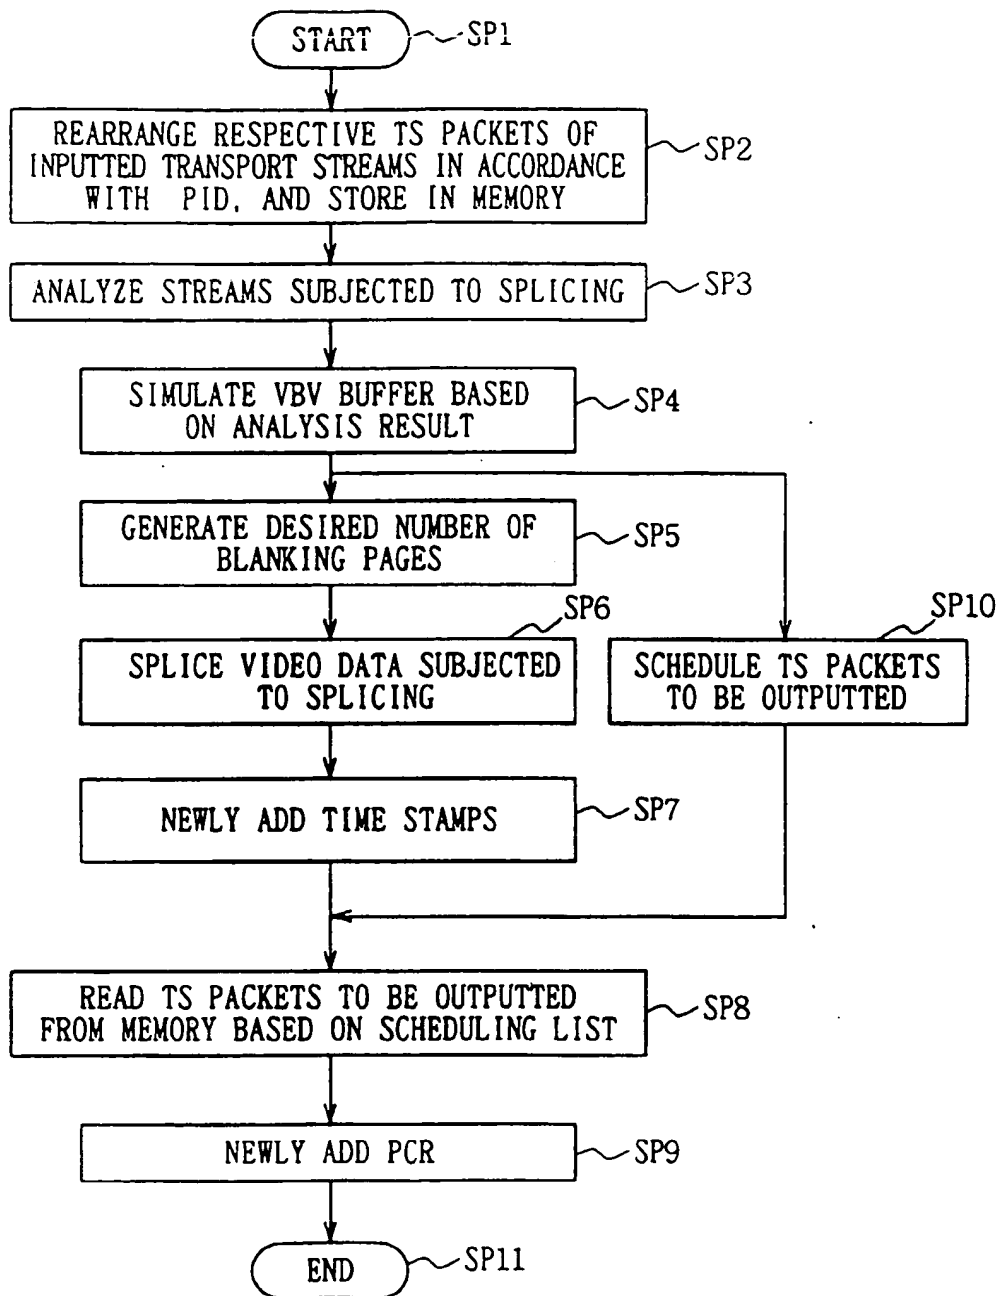 START
SP1
REARRANGE RESPECTIVE TS PACKETS OF
INPUTTED TRANSPORT STREAMS IN ACCORDANCE
WITH PID, AND STORE IN MEMORY
SP2
ANALYZE STREAMS SUBJECTED TO SPLICING
SP3
SIMULATE VBV BUFFER BASED
ON ANALYSIS RESULT
SP4
GENERATE DESIRED NUMBER OF
BLANKING PAGES
SP5
SP6
SPLICE VIDEO DATA SUBJECTED
TO SPLICING
SP10
SCHEDULE TS PACKETS
TO BE OUTPUTTED
NEWLY ADD TIME STAMPS
SP7
READ TS PACKETS TO BE OUTPUTTED
FROM MEMORY BASED ON SCHEDULING LIST
SP8
NEWLY ADD PCR
SP9
END
SP11